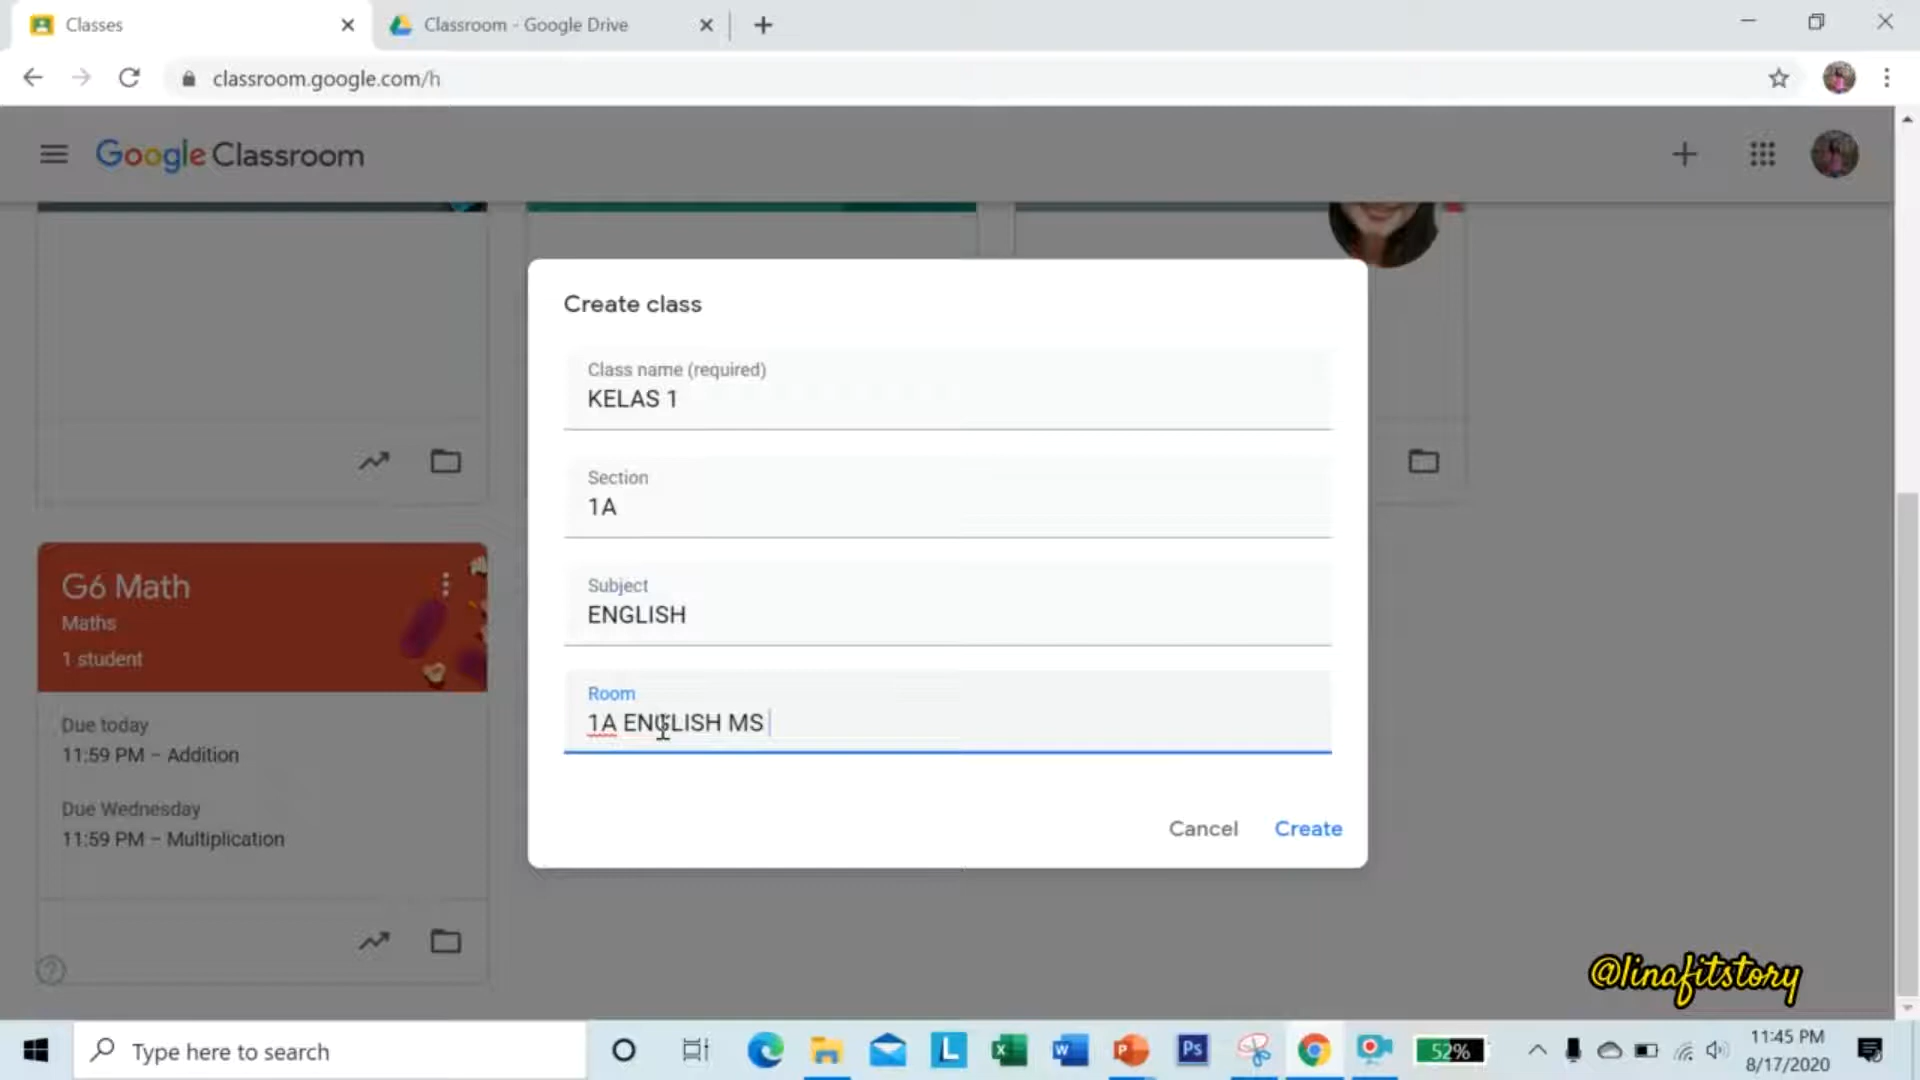 Classes
Classroom - Google Drive
classroom.google.com/h
Google Classroom
Create class
Class name (required)
KELAS 1
Section
1A
Subject
ENGLISH
Room
1A ENGLISH MS
Cancel
Create
G6 Math
Maths
1 student
Due today
11:59 PM – Addition
Due Wednesday
11:59 PM – Multiplication
@linafitstory
Type here to search
L
X
W
P
Ps
52%
11:45 PM
8/17/2020